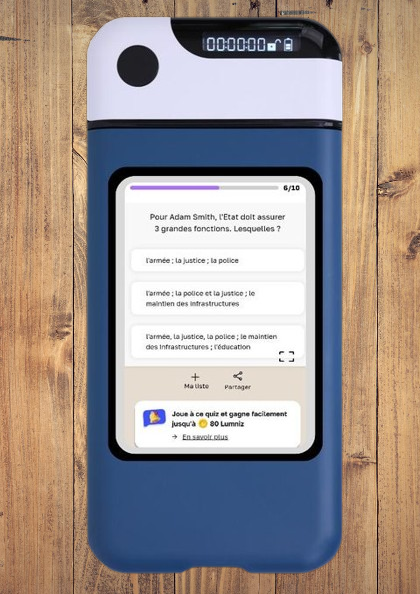 00:00:00
6/10
Pour Adam Smith, l'Etat doit assurer
3 grandes fonctions. Lesquelles ?
l'armée ; la justice ; la police
l'armée ; la police et la justice ; le
maintien des infrastructures
l'armée, la justice, la police ; le maintien
des infrastructures ; l'éducation
Ma liste
Partager
Joue à ce quiz et gagne facilement
jusqu'à 80 Lumniz
→ En savoir plus